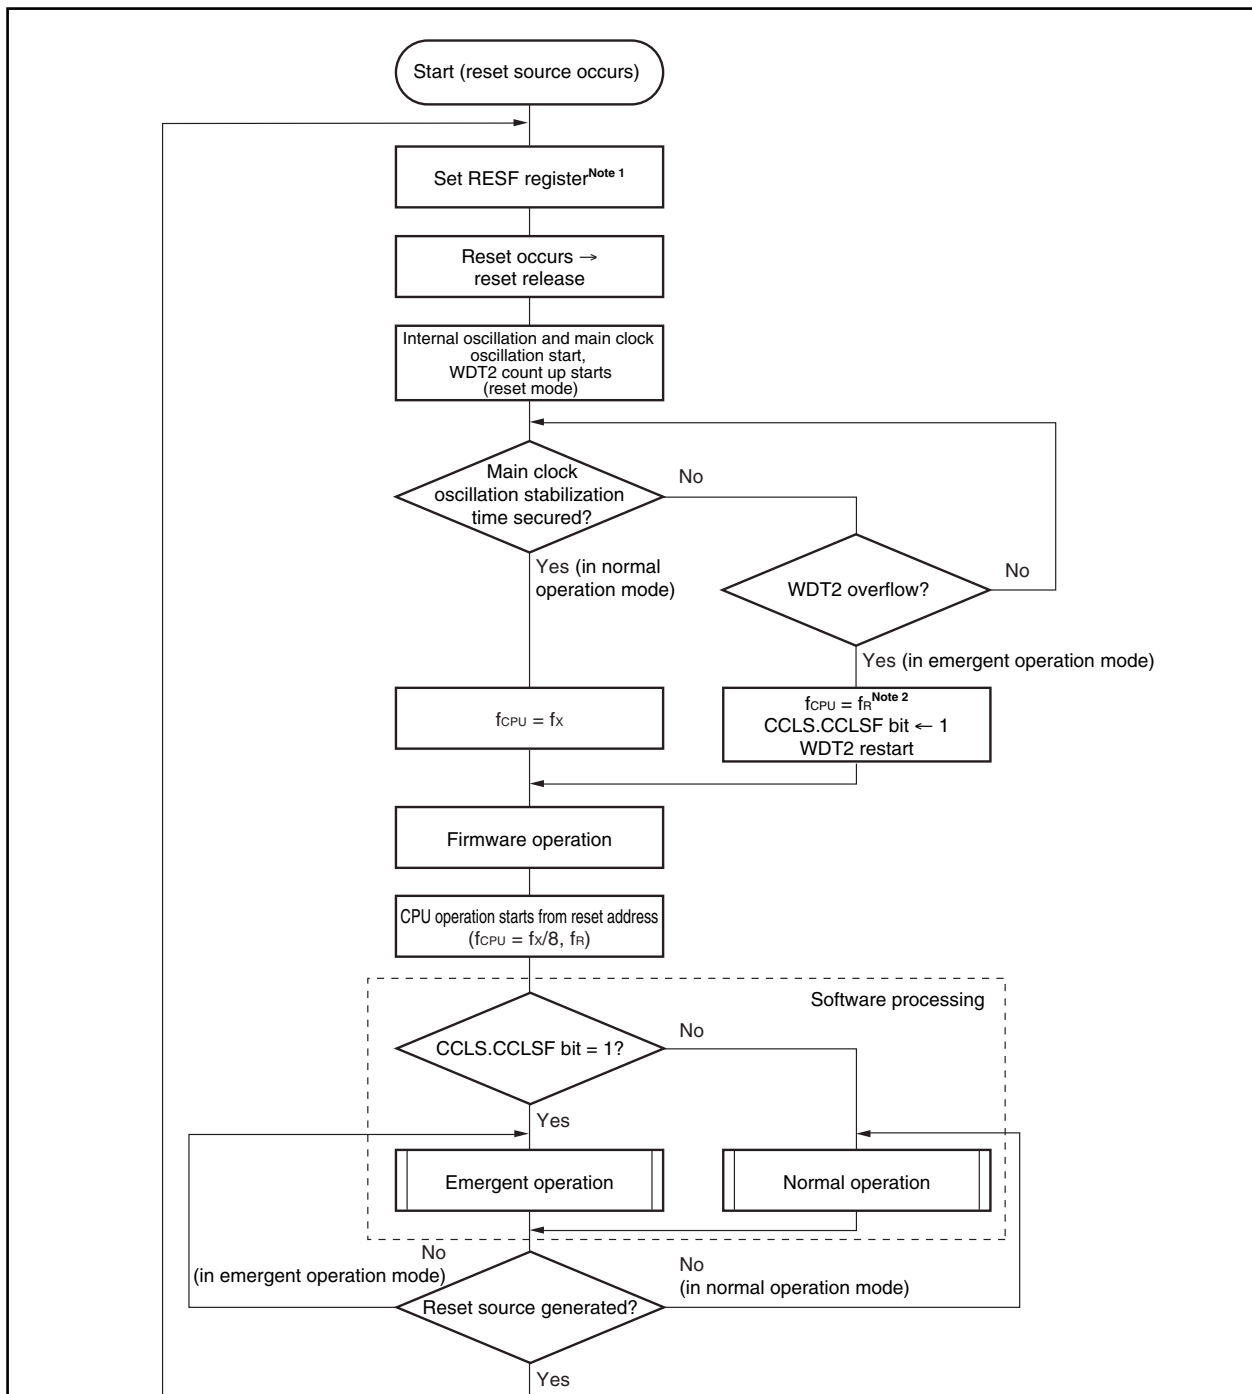 Start (reset source occurs)
Set RESF registerNote 1
Reset occurs →
reset release
Internal oscillation and main clock
oscillation start,
WDT2 count up starts
(reset mode)
Main clock
oscillation stabilization
time secured?
No
Yes (in normal
operation mode)
WDT2 overflow?
No
Yes (in emergent operation mode)
fCPU = fX
fCPU = fRNote 2
CCLS.CCLSF bit ← 1
WDT2 restart
Firmware operation
CPU operation starts from reset address
(fCPU = fX/8, fR)
Software processing
CCLS.CCLSF bit = 1?
No
Yes
Emergent operation
Normal operation
No
(in emergent operation mode)
No
(in normal operation mode)
Reset source generated?
Yes